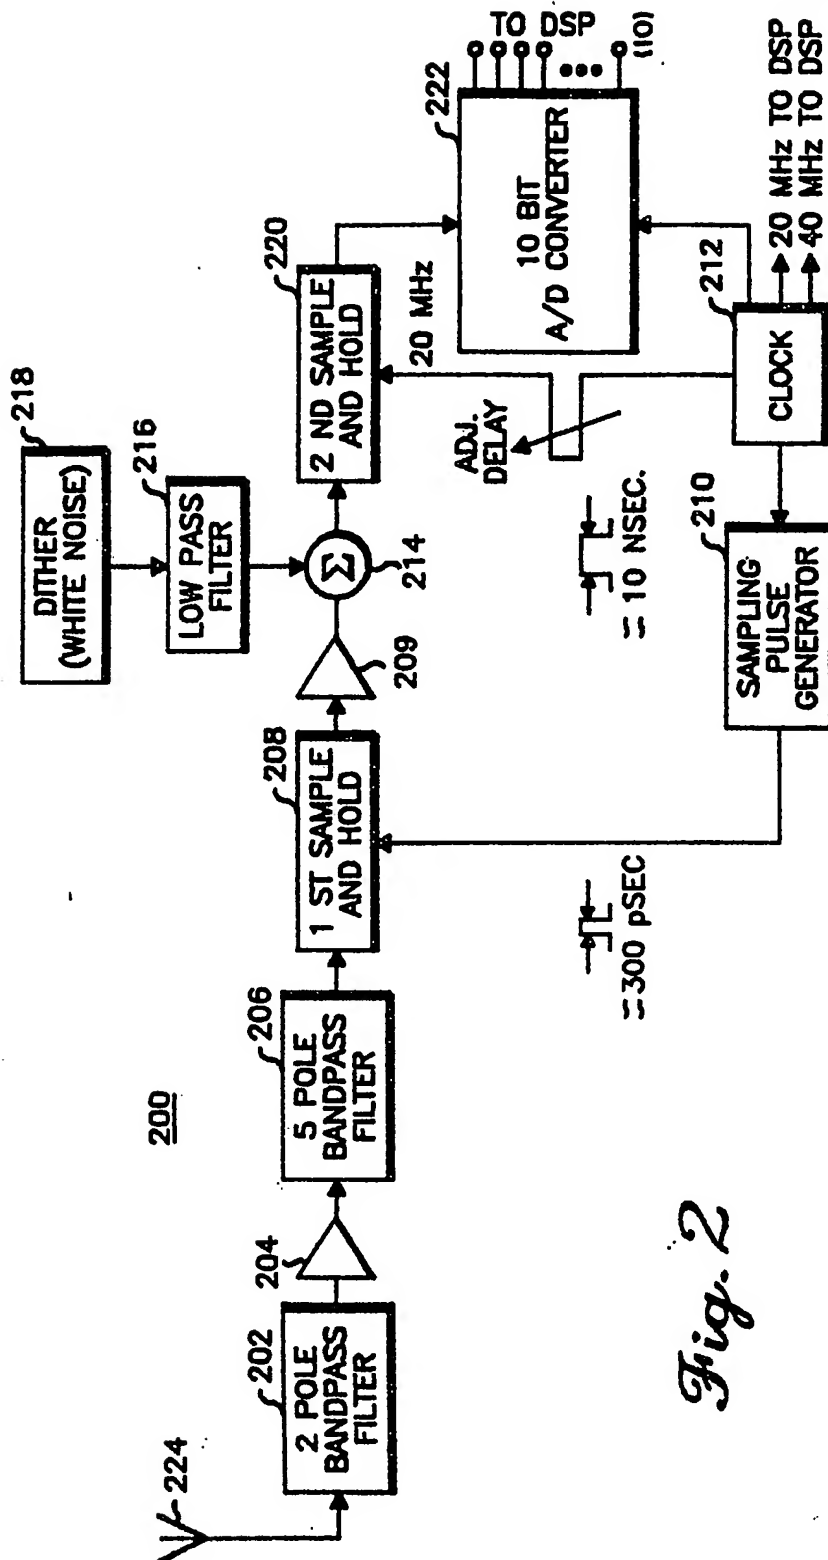 200
224
202
2 POLE
BANDPASS
FILTER
204
206
5 POLE
BANDPASS
FILTER
208
1 ST SAMPLE
AND HOLD
209
218
DITHER
(WHITE NOISE)
216
LOW PASS
FILTER
Σ
214
220
2 ND SAMPLE
AND HOLD
20 MHz
222
10 BIT
A/D CONVERTER
TO DSP
(10)
ADJ.
DELAY
≃300 pSEC
≃ 10 NSEC.
210
SAMPLING
PULSE
GENERATOR
212
CLOCK
20 MHz TO DSP
40 MHz TO DSP
Fig. 2